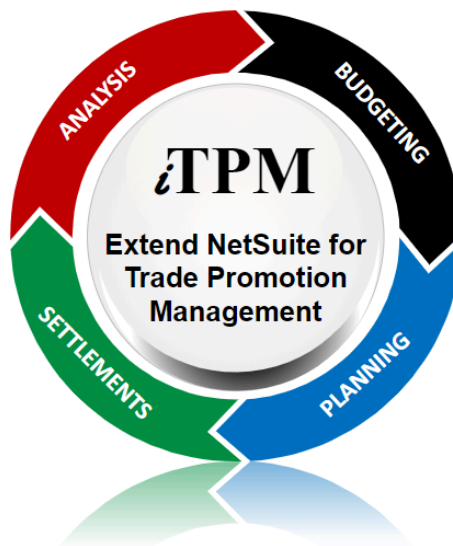 ANALYSIS
BUDGETING
iTPM
Extend NetSuite for
Trade Promotion
Management
SETTLEMENTS
PLANNING